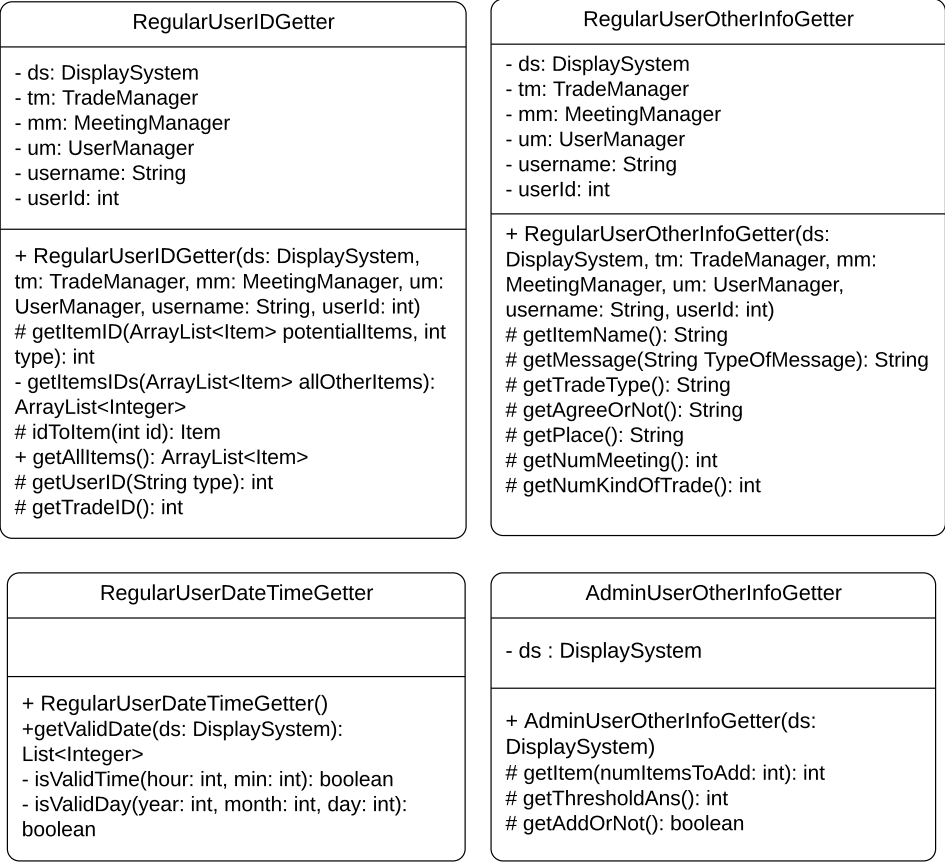 RegularUserIDGetter
- ds: DisplaySystem
- tm: TradeManager
- mm: MeetingManager
- um: UserManager
- username: String
- userId: int
+ RegularUserIDGetter(ds: DisplaySystem,
tm: TradeManager, mm: MeetingManager, um:
UserManager, username: String, userId: int)
# getItemID(ArrayList<Item> potentialItems, int
type): int
- getItemsIDs(ArrayList<Item> allOtherItems):
ArrayList<Integer>
# idToItem(int id): Item
+ getAllItems(): ArrayList<Item>
# getUserID(String type): int
# getTradeID(): int
RegularUserOtherInfoGetter
- ds: DisplaySystem
- tm: TradeManager
- mm: MeetingManager
- um: UserManager
- username: String
- userId: int
+ RegularUserOtherInfoGetter(ds:
DisplaySystem, tm: TradeManager, mm:
MeetingManager, um: UserManager,
username: String, userId: int)
# getItemName(): String
# getMessage(String TypeOfMessage): String
# getTradeType(): String
# getAgreeOrNot(): String
# getPlace(): String
# getNumMeeting(): int
# getNumKindOfTrade(): int
RegularUserDateTimeGetter
+ RegularUserDateTimeGetter()
+getValidDate(ds: DisplaySystem):
List<Integer>
- isValidTime(hour: int, min: int): boolean
- isValidDay(year: int, month: int, day: int):
boolean
AdminUserOtherInfoGetter
- ds : DisplaySystem
+ AdminUserOtherInfoGetter(ds:
DisplaySystem)
# getItem(numItemsToAdd: int): int
# getThresholdAns(): int
# getAddOrNot(): boolean